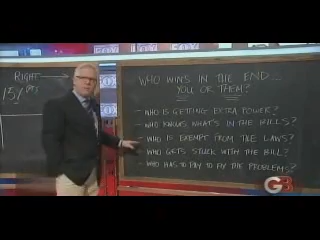 RIGHT
15%
WHO WINS IN THE END...
YOU OR THEM?
- WHO IS GETTING EXTRA POWER?
- WHO KNOWS WHAT'S IN THE BILLS?
- WHO IS EXEMPT FROM THE LAWS?
- WHO GETS STUCK WITH THE BILL?
- WHO HAS TO PAY TO FIX THE PROBLEMS?
GB